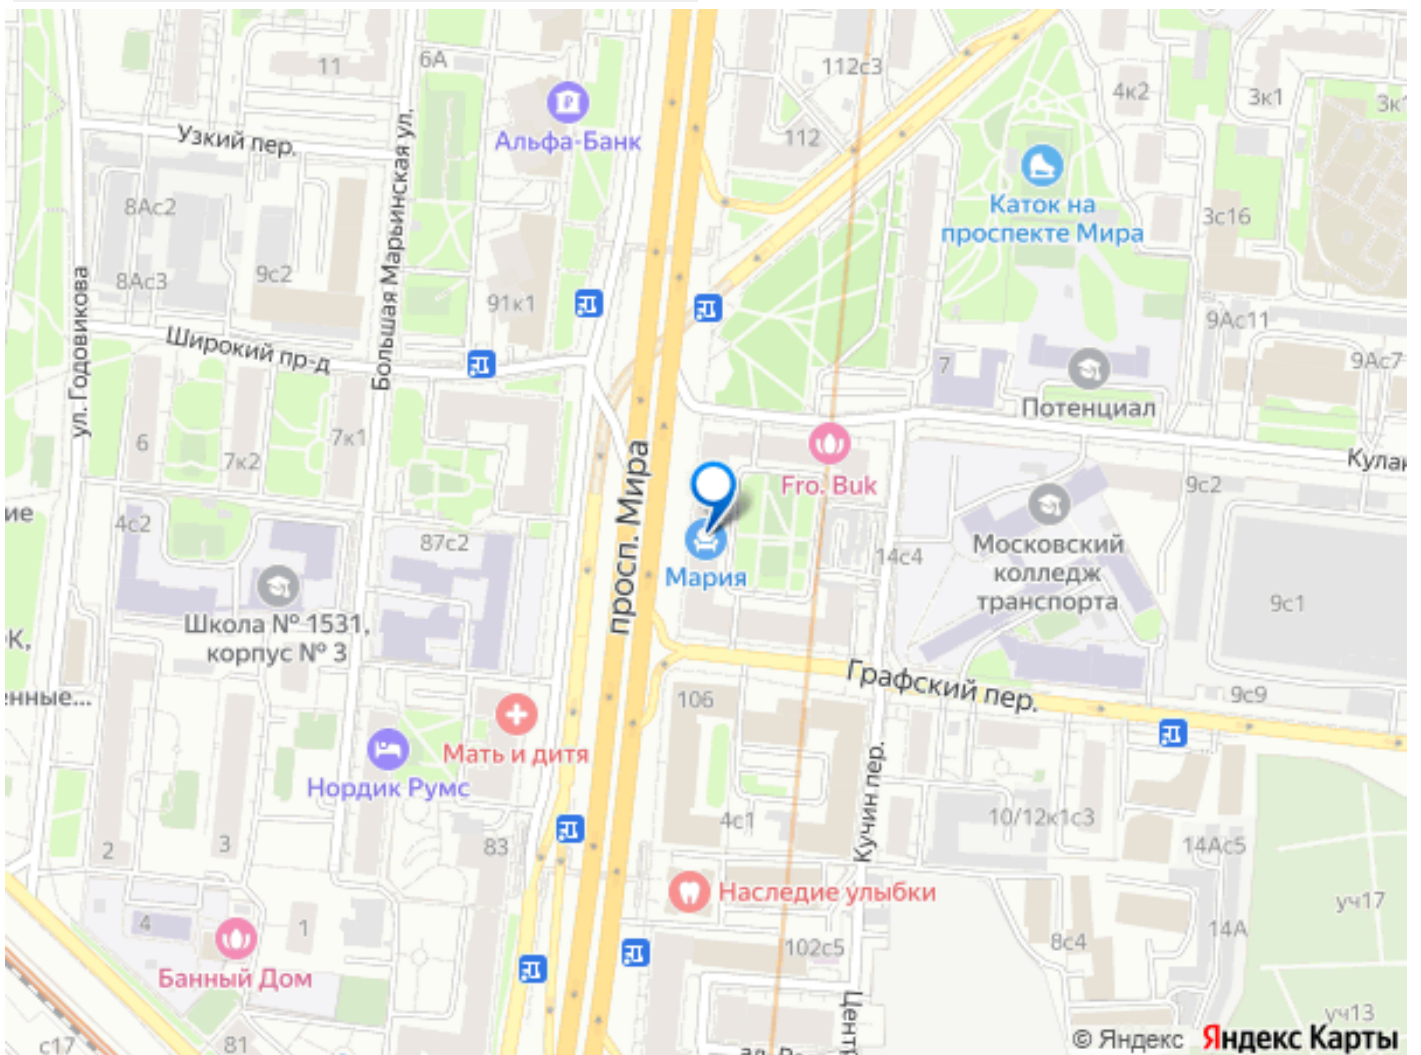 11
6А
Альфа-Банк
112с3
112
4к2
3к1
3к1
Узкий пер.
Большая Марьинская ул.
8Ас2
8Ас3
9с2
91к1
Каток на
проспекте Мира
3с16
9Ас11
9Ас7
ул. Годовикова
Широкий пр-д
7
Потенциал
6
7к2
7к1
просп. Мира
Fro. Buk
Кулак
9с2
ие
4с2
87с2
Мария
14с4
Московский
колледж
транспорта
9с1
Школа № 1531,
корпус № 3
К,
енные...
106
Графский пер.
9с9
Мать и дитя
Нордик Румс
4с1
Кучин пер.
10/12к1с3
14Ас5
2
3
83
Наследие улыбки
уч17
4
1
102с5
8с4
14А
Банный Дом
Центр
уч13
с17
81
© Яндекс Яндекс Карты